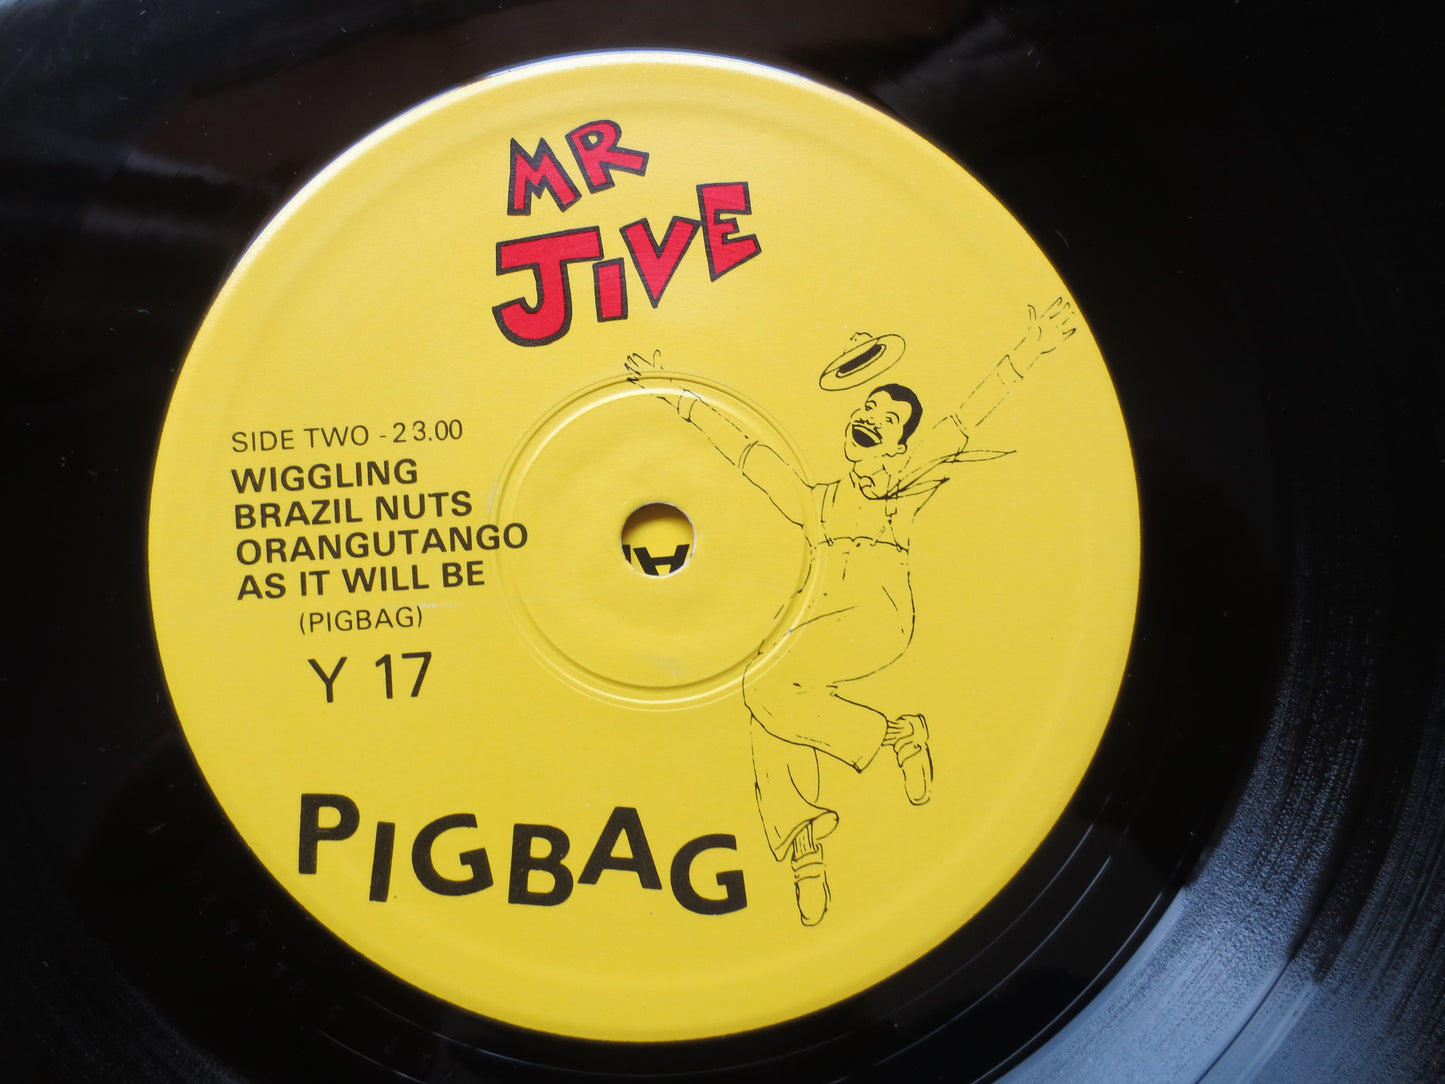 MR
JIVE
SIDE TWO - 23.00
WIGGLING
BRAZIL NUTS
ORANGUTANGO
AS IT WILL BE
(PIGBAG)
Y 17
PIGBAG